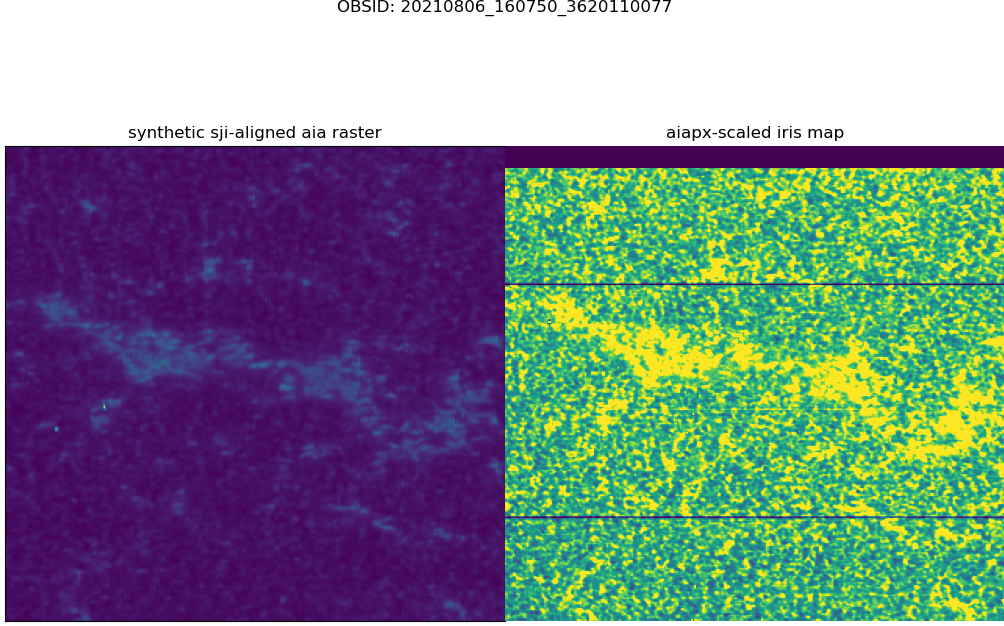 OBSID: 20210806_160750_3620110077
synthetic sji-aligned aia raster
aiapx-scaled iris map